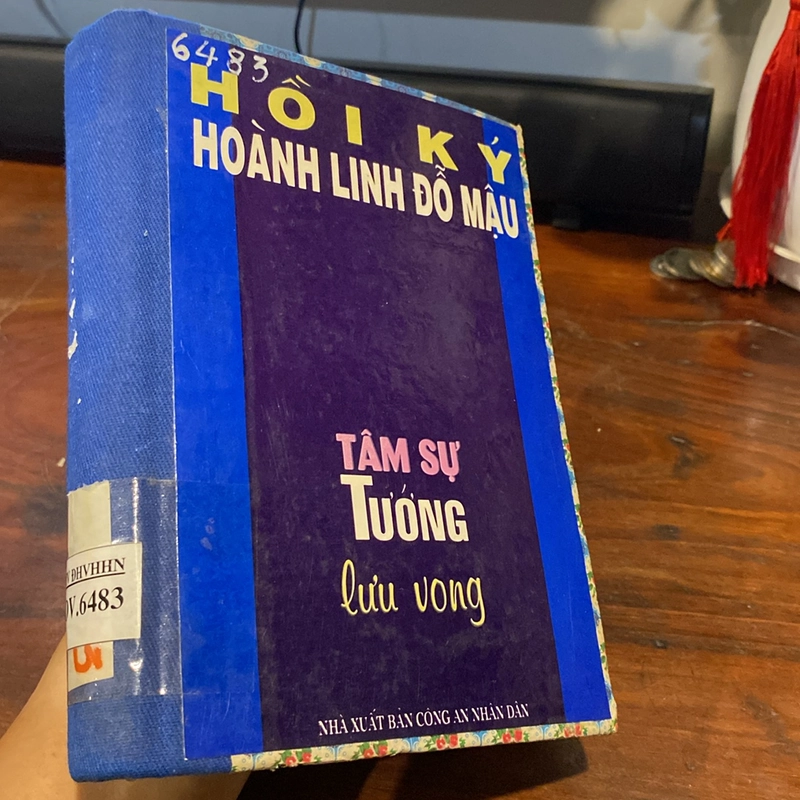 6483
HỒI KÝ
HOÀNH LINH ĐỖ MẬU
TÂM SỰ
TƯỚNG
lưu vong
NHÀ XUẤT BẢN CÔNG AN NHÂN DÂN
ĐHVHHN
V.6483